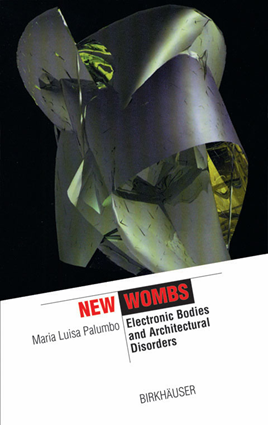 NEW WOMBS
Maria Luisa Palumbo
Electronic Bodies
and Architectural
Disorders
BIRKHÄUSER